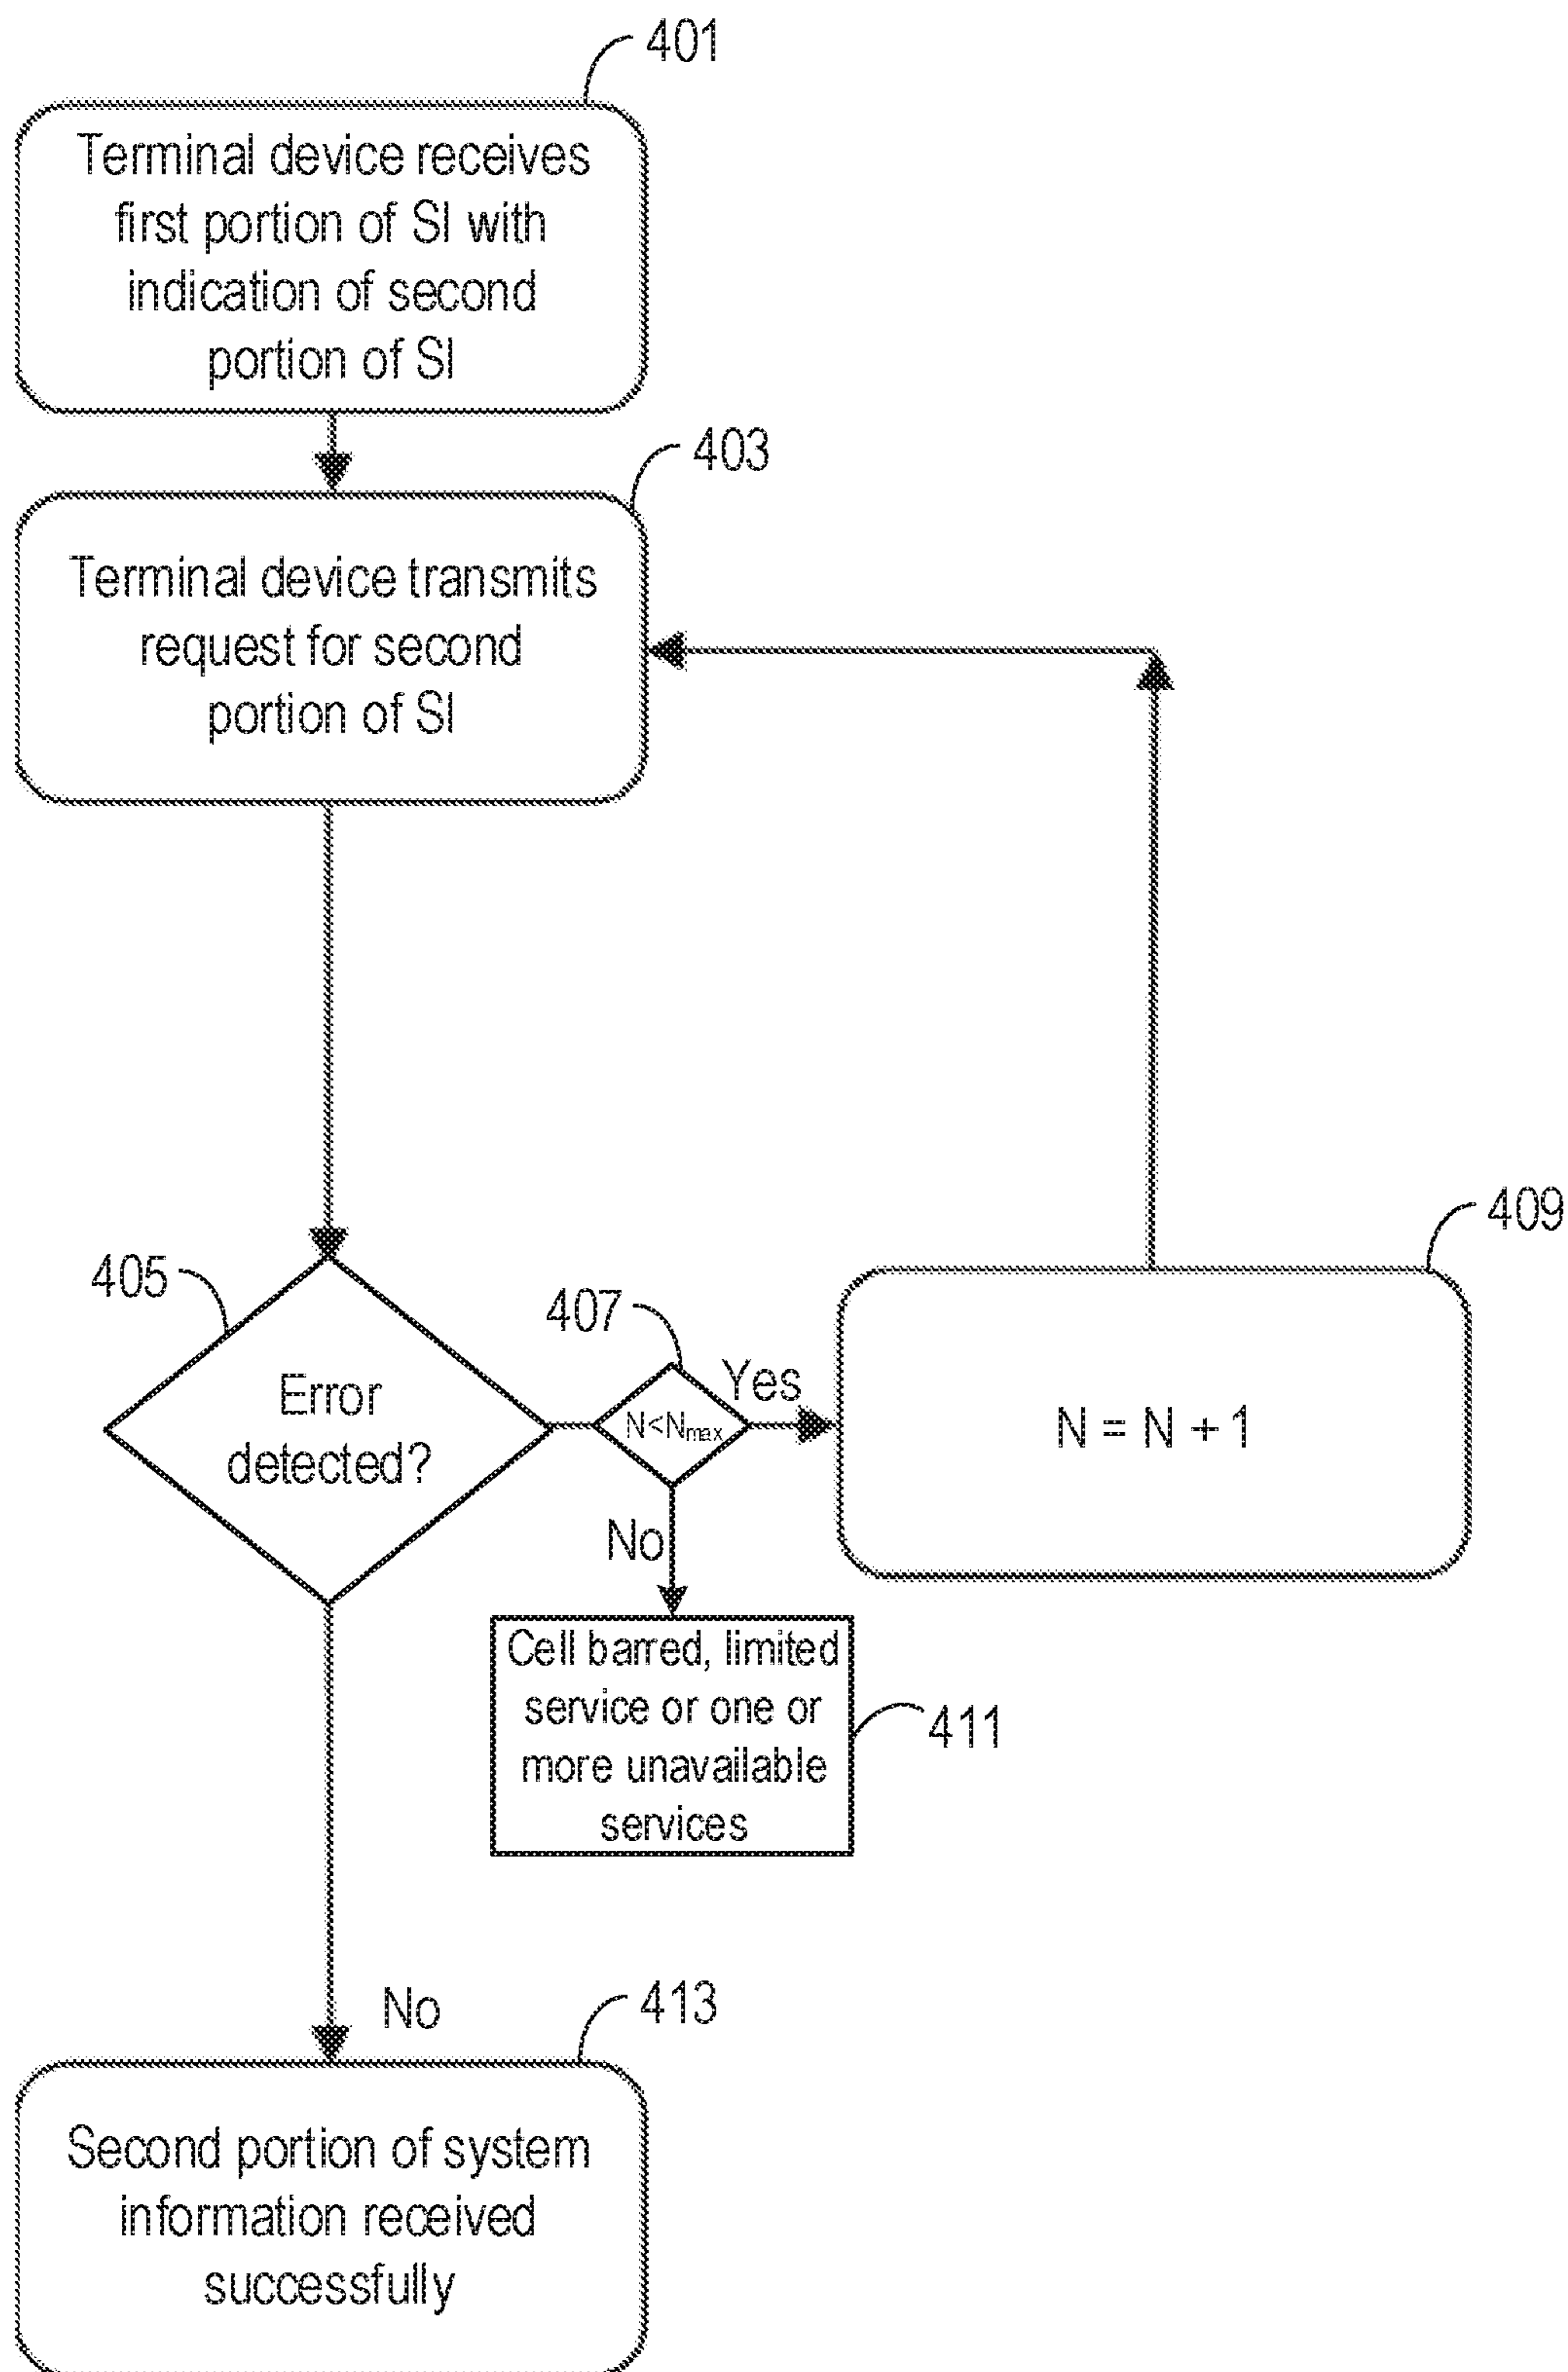 401
Terminal device receives
first portion of SI with
indication of second
portion of SI
403
Terminal device transmits
request for second
portion of SI
409
405
407
Yes
Error
detected?
N<Nmax
N = N + 1
No
Cell barred, limited
service or one or
more unavailable
services
411
No
413
Second portion of system
information received
successfully